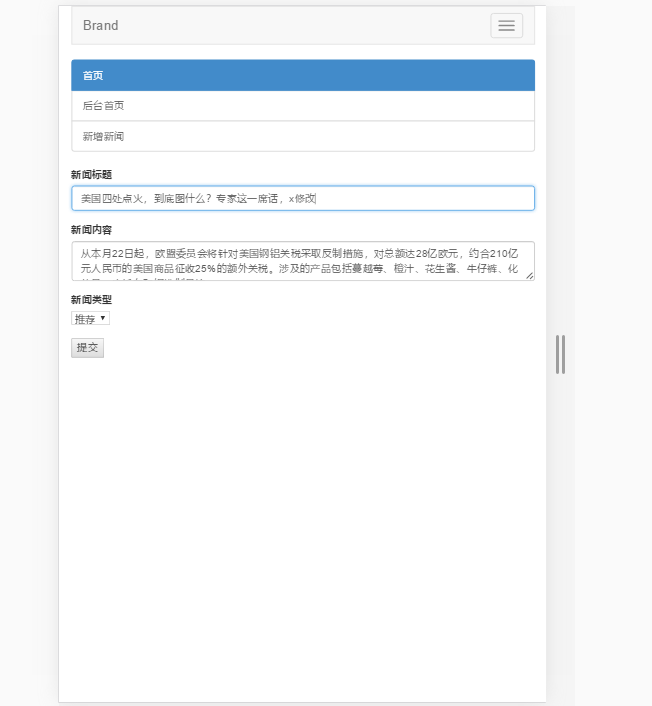 Brand
首页
后台首页
新增新闻
新闻标题
美国四处点火，到底图什么？专家这一席话，x修改
新闻内容
从本月22日起，欧盟委员会将针对美国钢铝关税采取反制措施，对总额达28亿欧元，约合210亿
元人民币的美国商品征收25%的额外关税。涉及的产品包括蔓越莓、橙汁、花生酱、牛仔裤、化
新闻类型
推荐
提交